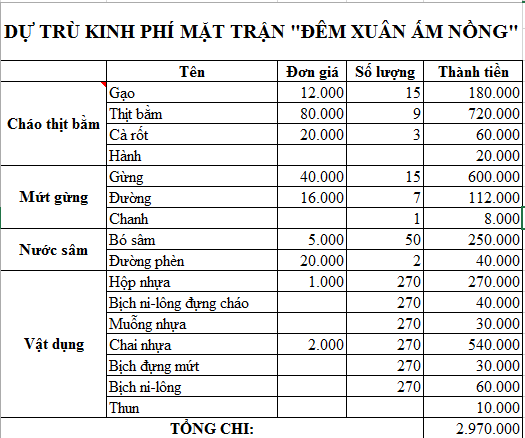 DỰ TRÙ KINH PHÍ MẶT TRẬN "ĐÊM XUÂN ẤM NỒNG"
Tên Đơn giá Số lượng Thành tiền
Cháo thịt bằm
Gạo 12.000 15 180.000
Thịt bằm 80.000 9 720.000
Cà rốt 20.000 3 60.000
Hành 20.000
Mứt gừng
Gừng 40.000 15 600.000
Đường 16.000 7 112.000
Chanh 1 8.000
Nước sâm
Bó sâm 5.000 50 250.000
Đường phèn 20.000 2 40.000
Vật dụng
Hộp nhựa 1.000 270 270.000
Bịch ni-lông đựng cháo 270 40.000
Muỗng nhựa 270 30.000
Chai nhựa 2.000 270 540.000
Bịch đựng mứt 270 30.000
Bịch ni-lông 270 60.000
Thun 10.000
TỔNG CHI: 2.970.000